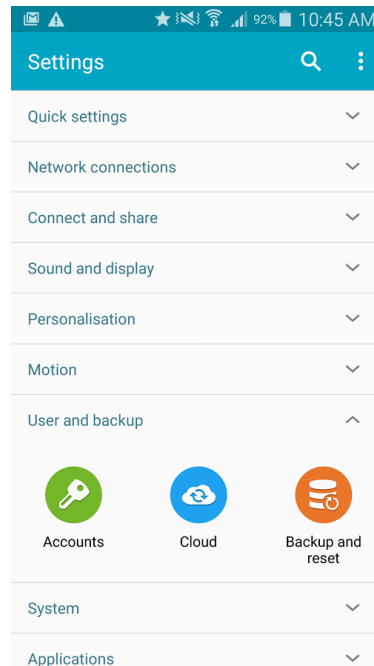 92% 10:45 AM
Settings
Quick settings
Network connections
Connect and share
Sound and display
Personalisation
Motion
User and backup
Accounts Cloud Backup and
reset
System
Applications